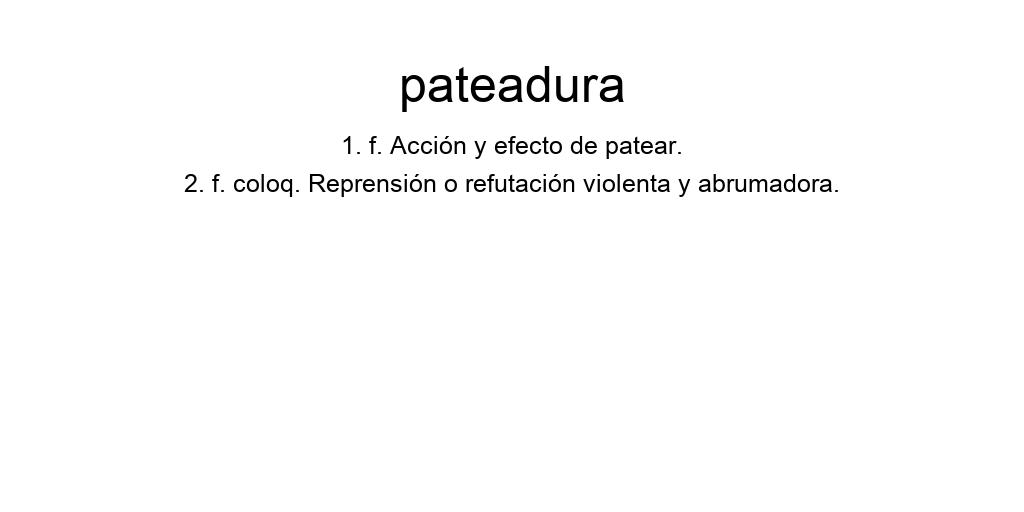 pateadura
1. f. Acción y efecto de patear.
2. f. coloq. Reprensión o refutación violenta y abrumadora.